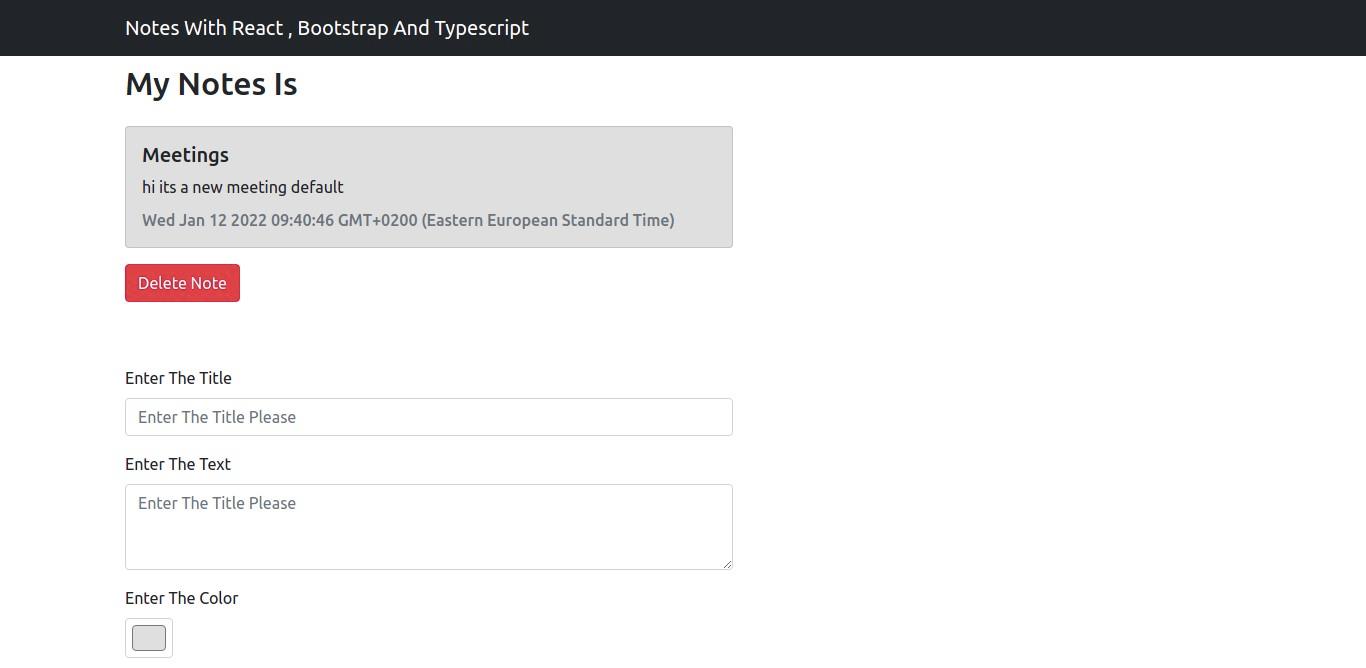 Notes With React , Bootstrap And Typescript
My Notes Is
Meetings
hi its a new meeting default
Wed Jan 12 2022 09:40:46 GMT+0200 (Eastern European Standard Time)
Delete Note
Enter The Title
Enter The Title Please
Enter The Text
Enter The Title Please
Enter The Color